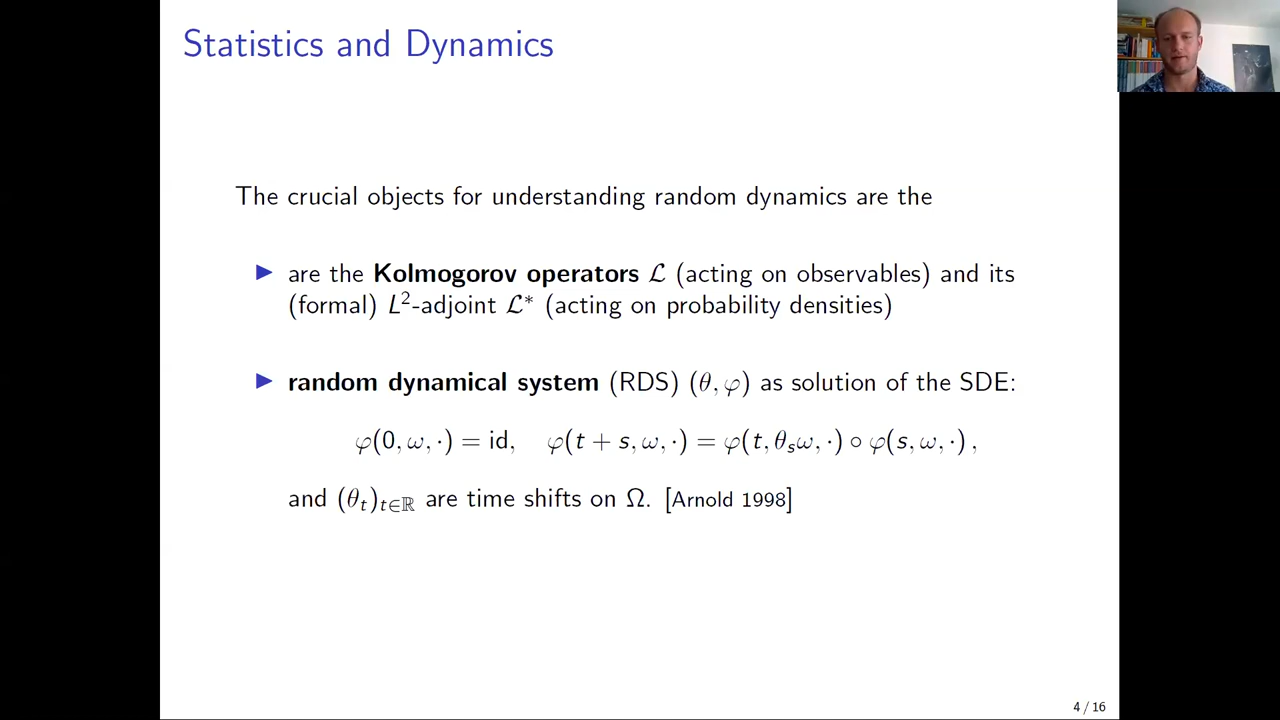 Statistics and Dynamics
The crucial objects for understanding random dynamics are the
▶ are the Kolmogorov operators ℒ (acting on observables) and its
(formal) L²-adjoint ℒ* (acting on probability densities)
▶ random dynamical system (RDS) (θ, φ) as solution of the SDE:
φ(0, ω, ·) = id, φ(t + s, ω, ·) = φ(t, θₛω, ·) ∘ φ(s, ω, ·) ,
and (θₜ)ₜ∈ℝ are time shifts on Ω. [Arnold 1998]
4 / 16